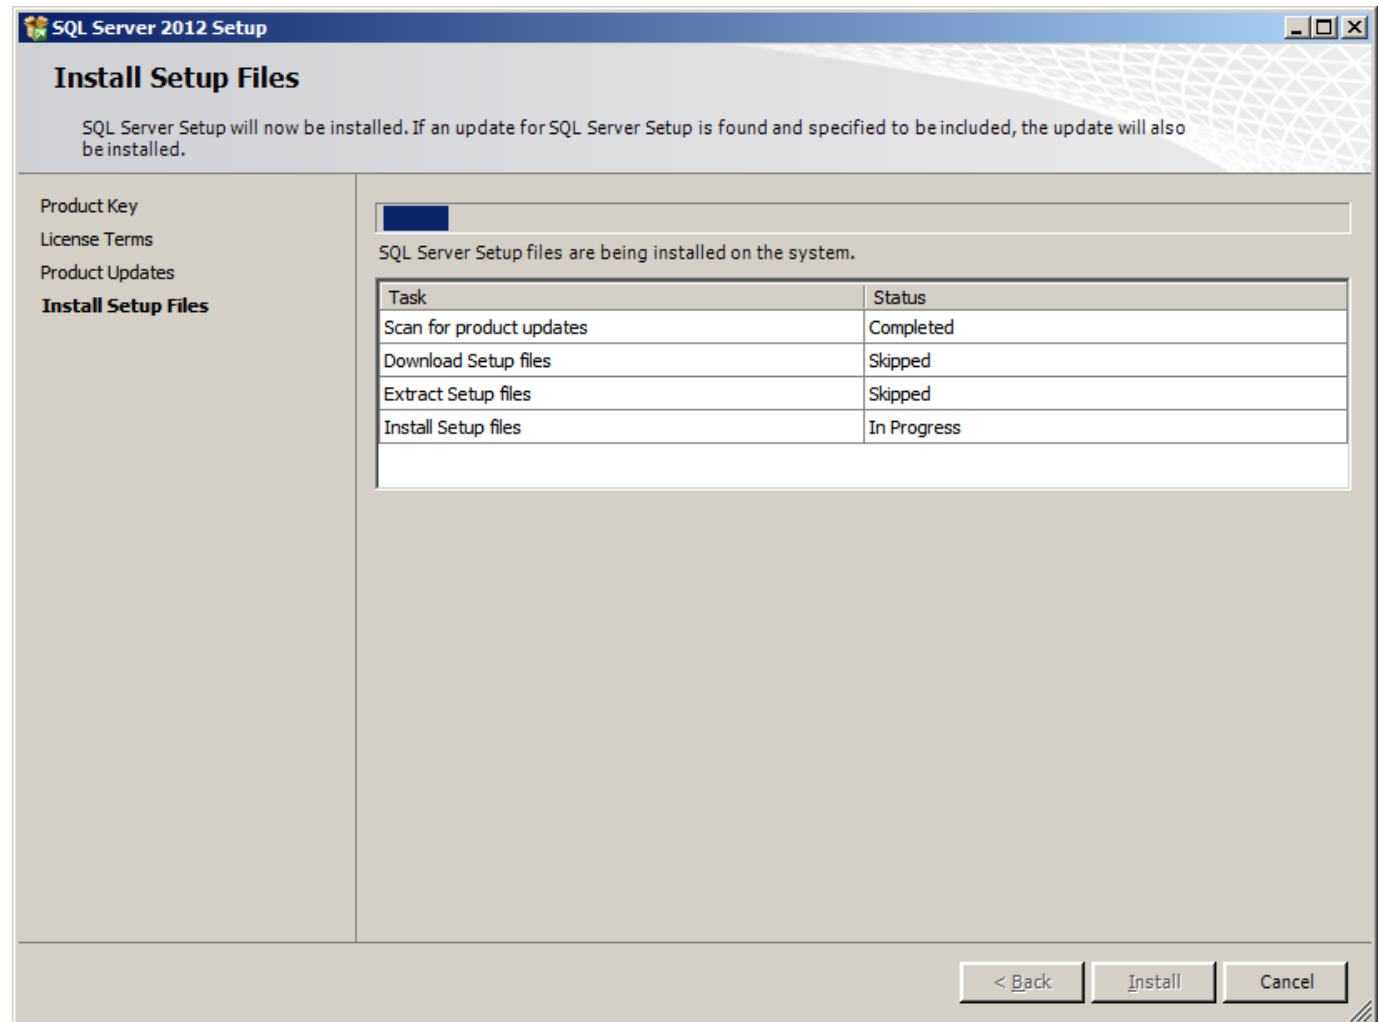 SQL Server 2012 Setup
Install Setup Files
SQL Server Setup will now be installed. If an update for SQL Server Setup is found and specified to be included, the update will also
be installed.
Product Key
License Terms
Product Updates
Install Setup Files
SQL Server Setup files are being installed on the system.
Task Status
Scan for product updates Completed
Download Setup files Skipped
Extract Setup files Skipped
Install Setup files In Progress
< Back Install Cancel